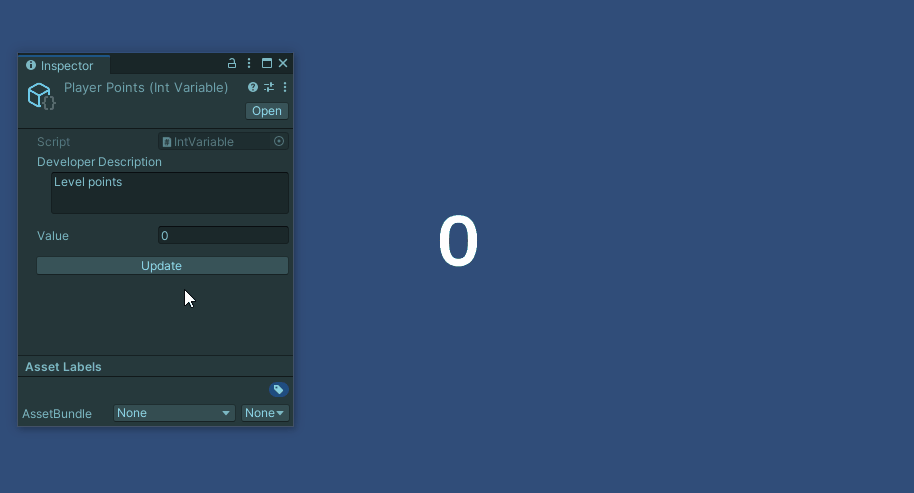 Inspector
Player Points (Int Variable)
Open
Script IntVariable
Developer Description
Level points
Value 0
Update
0
Asset Labels
AssetBundle None None